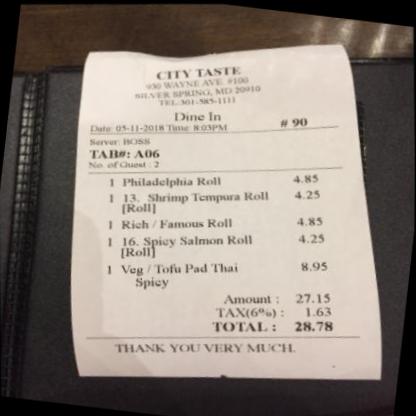 CITY TASTE
930 WAYNE AVE #100
SILVER SPRING, MD 20910
TEL:301-585-1111
Dine In
# 90
Date: 05-11-2018 Time: 8:03PM
Server: BOSS
TAB#: A06
No. of Guest : 2
1 Philadelphia Roll 4.85
1 13. Shrimp Tempura Roll 4.25
[Roll]
1 Rich / Famous Roll 4.85
1 16. Spicy Salmon Roll 4.25
[Roll]
1 Veg / Tofu Pad Thai 8.95
Spicy
Amount : 27.15
TAX(6%) : 1.63
TOTAL : 28.78
THANK YOU VERY MUCH.